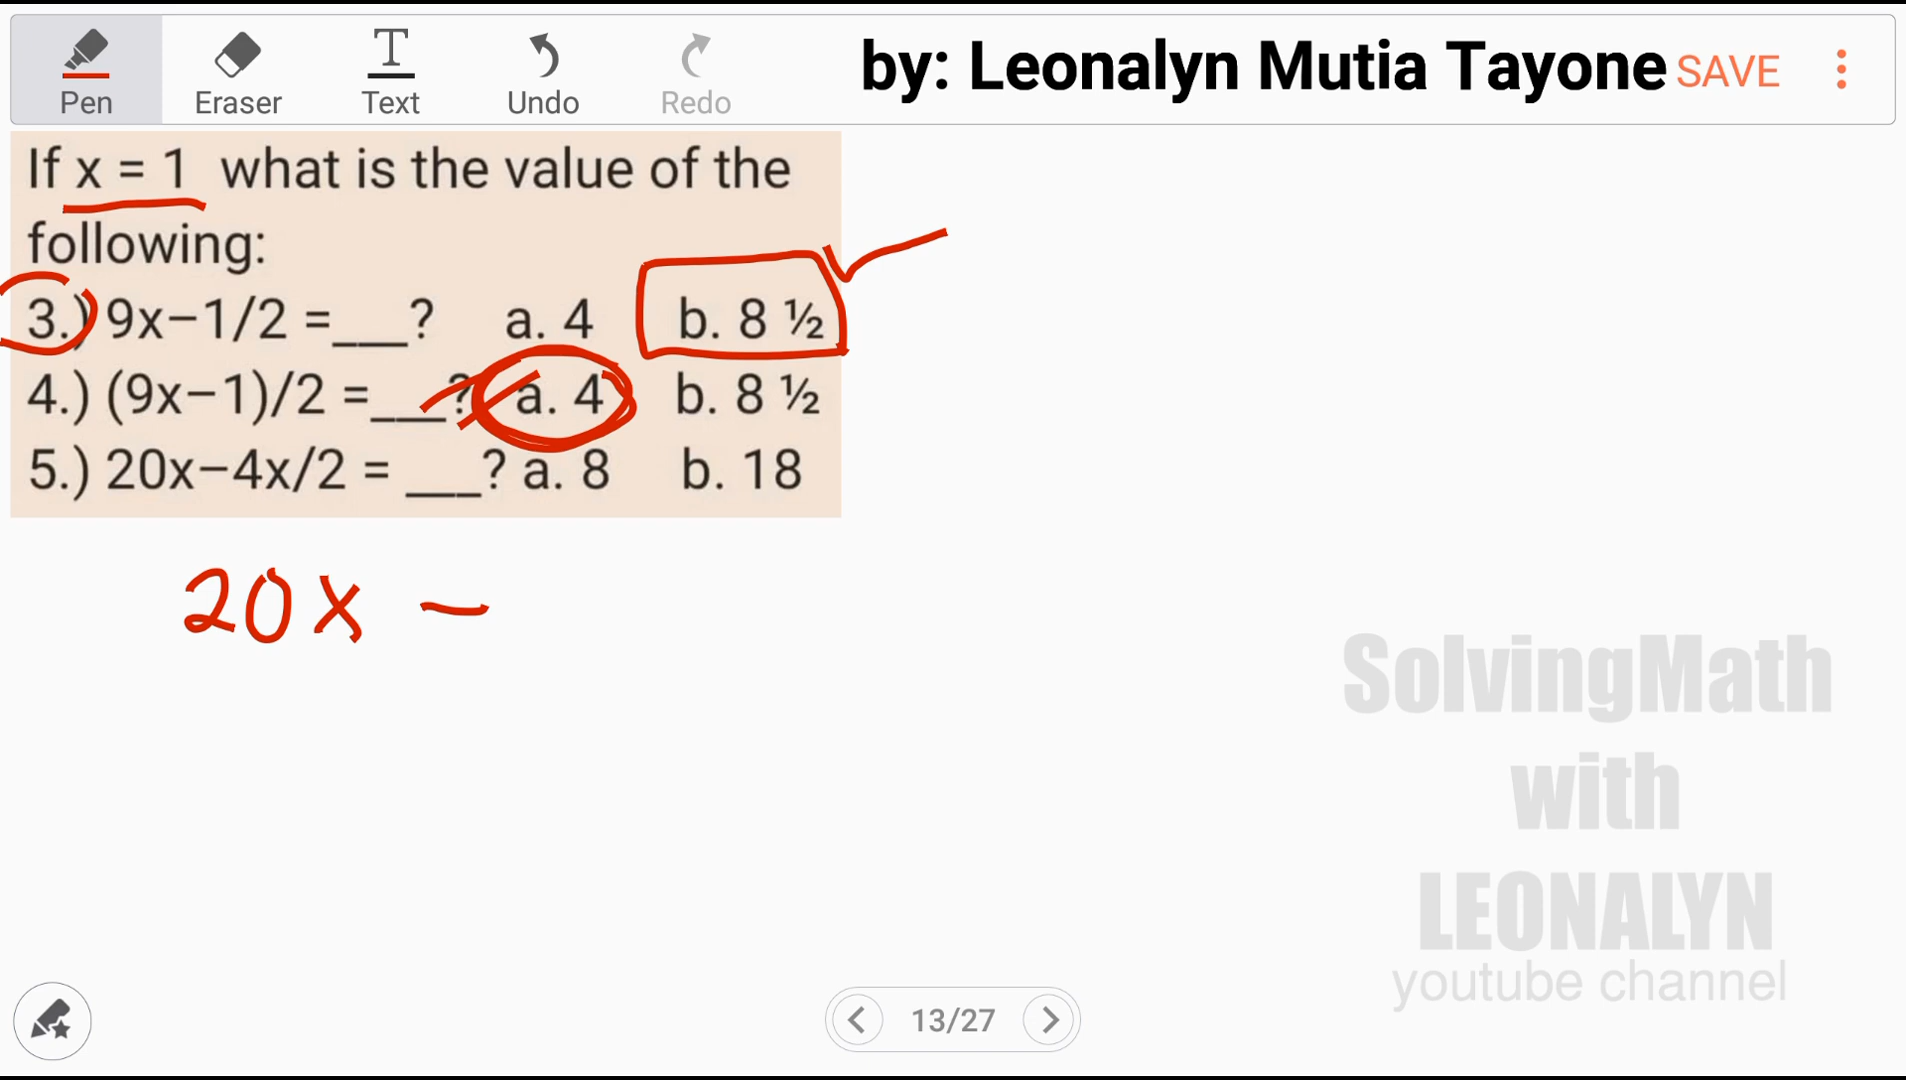 Pen Eraser Text Undo Redo by: Leonalyn Mutia Tayone SAVE
If x = 1 what is the value of the
following:
3.) 9x–1/2 =___? a. 4 b. 8 ½
4.) (9x–1)/2 =___? a. 4 b. 8 ½
5.) 20x–4x/2 = ___? a. 8 b. 18
20x –
SolvingMath
with
LEONALYN
youtube channel
13/27